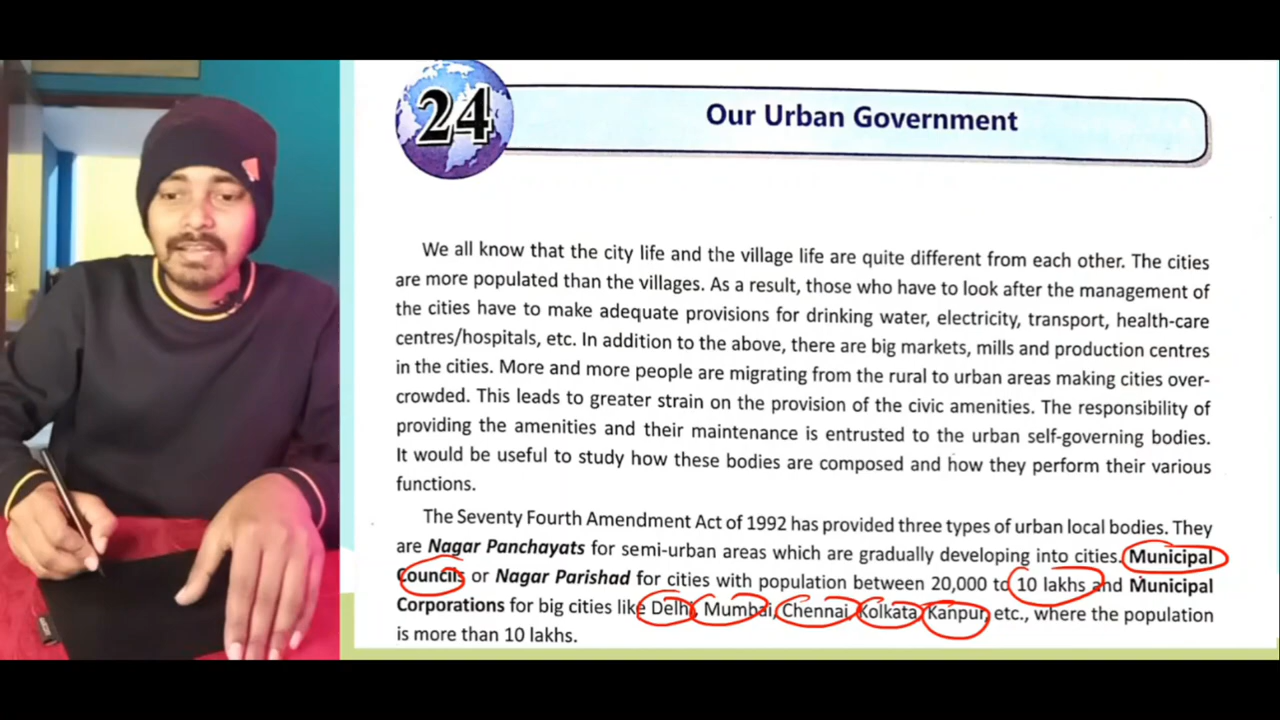 24
Our Urban Government
We all know that the city life and the village life are quite different from each other. The cities
are more populated than the villages. As a result, those who have to look after the management of
the cities have to make adequate provisions for drinking water, electricity, transport, health-care
centres/hospitals, etc. In addition to the above, there are big markets, mills and production centres
in the cities. More and more people are migrating from the rural to urban areas making cities over-
crowded. This leads to greater strain on the provision of the civic amenities. The responsibility of
providing the amenities and their maintenance is entrusted to the urban self-governing bodies.
It would be useful to study how these bodies are composed and how they perform their various
functions.
The Seventy Fourth Amendment Act of 1992 has provided three types of urban local bodies. They
are Nagar Panchayats for semi-urban areas which are gradually developing into cities. Municipal
Councils or Nagar Parishad for cities with population between 20,000 to 10 lakhs and Municipal
Corporations for big cities like Delhi, Mumbai, Chennai, Kolkata, Kanpur, etc., where the population
is more than 10 lakhs.